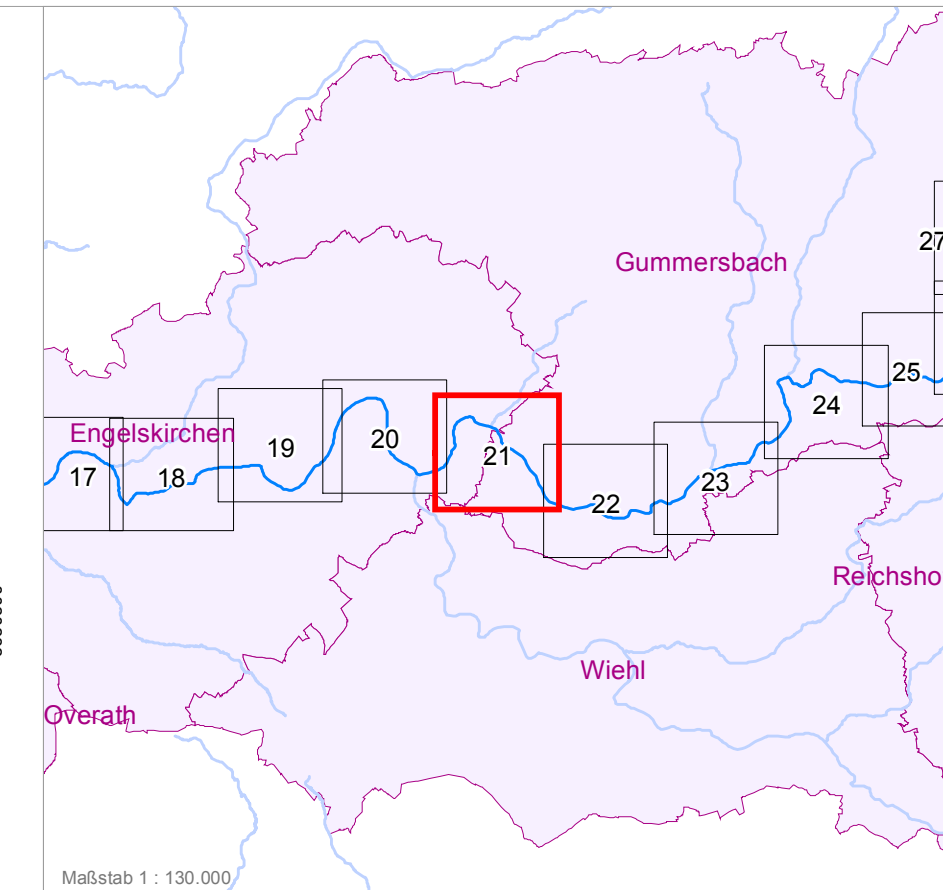 27
Gummersbach
25
24
Engelskirchen
20
19
21
17
18
23
22
Reichsho
Wiehl
Overath
Maßstab 1 : 130.000